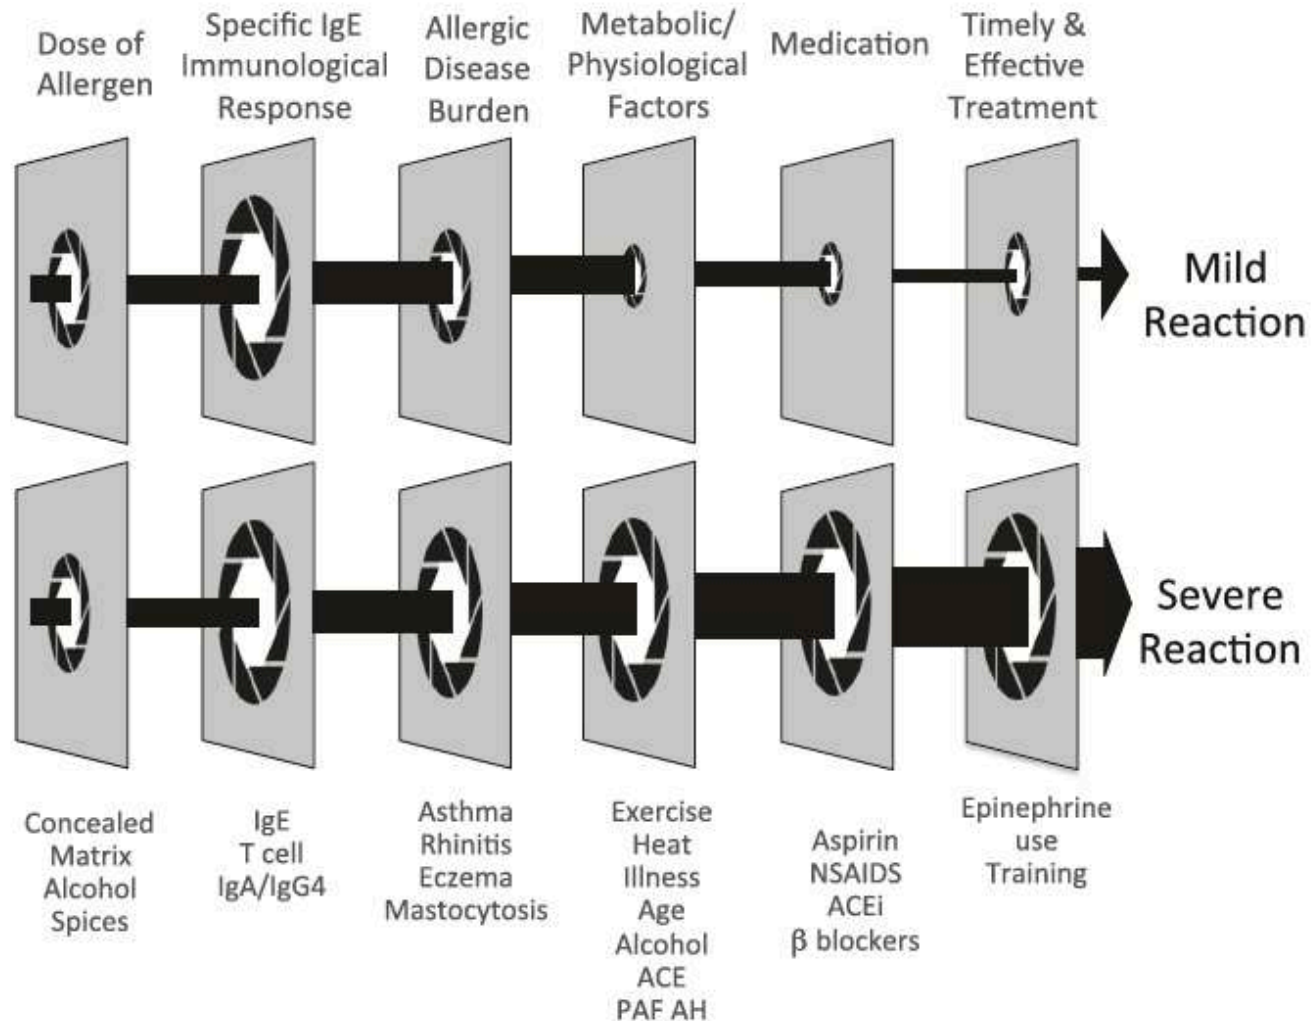 Dose of
Allergen
Specific IgE
Immunological
Response
Allergic
Disease
Burden
Metabolic/
Physiological
Factors
Medication
Timely &
Effective
Treatment
Mild
Reaction
Severe
Reaction
Concealed
Matrix
Alcohol
Spices
IgE
T cell
IgA/IgG4
Asthma
Rhinitis
Eczema
Mastocytosis
Exercise
Heat
Illness
Age
Alcohol
ACE
PAF AH
Aspirin
NSAIDS
ACEi
β blockers
Epinephrine
use
Training